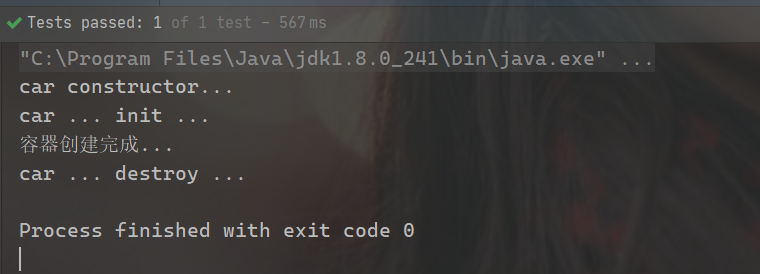 Tests passed: 1 of 1 test – 567 ms
"C:\Program Files\Java\jdk1.8.0_241\bin\java.exe" ...
car constructor...
car ... init ...
容器创建完成...
car ... destroy ...
Process finished with exit code 0